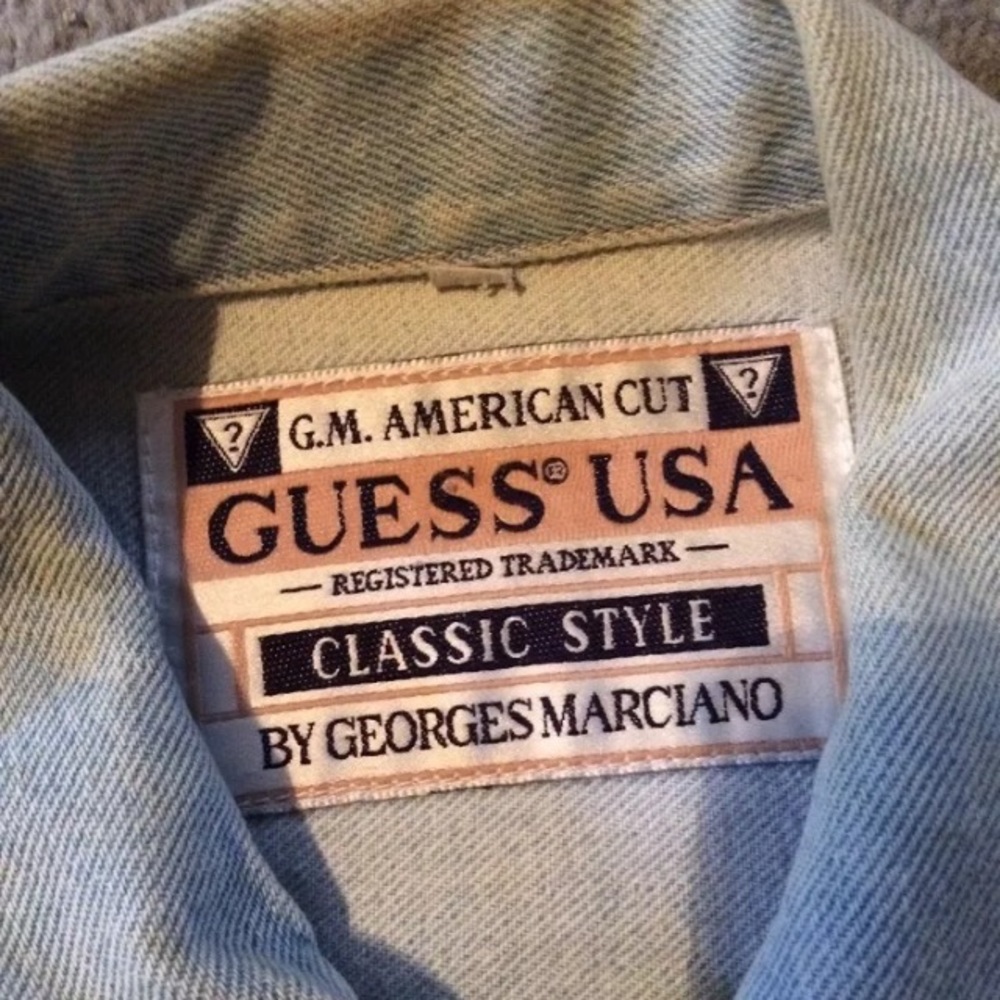 ? G.M. AMERICAN CUT ?
GUESS® USA
— REGISTERED TRADEMARK —
CLASSIC STYLE
BY GEORGES MARCIANO